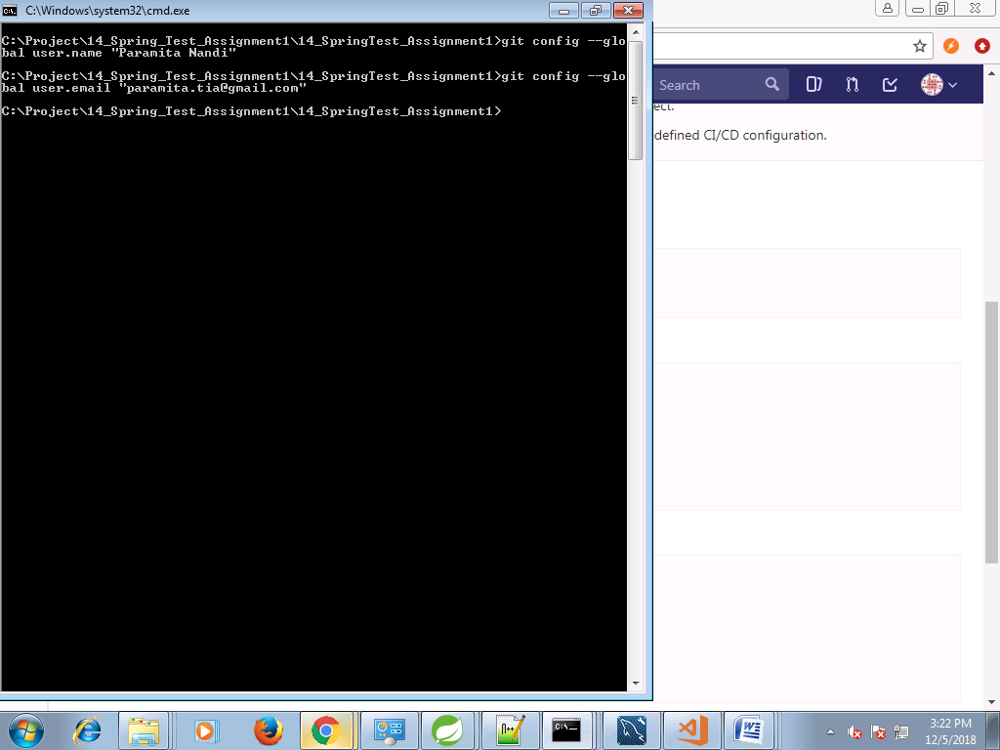 C:\Windows\system32\cmd.exe
C:\Project\14_Spring_Test_Assignment1\14_SpringTest_Assignment1>git config --glo
bal user.name "Paramita Nandi"
C:\Project\14_Spring_Test_Assignment1\14_SpringTest_Assignment1>git config --glo
bal user.email "paramita.tia@gmail.com"
C:\Project\14_Spring_Test_Assignment1\14_SpringTest_Assignment1>
Search
ect.
defined CI/CD configuration.
3:22 PM
12/5/2018